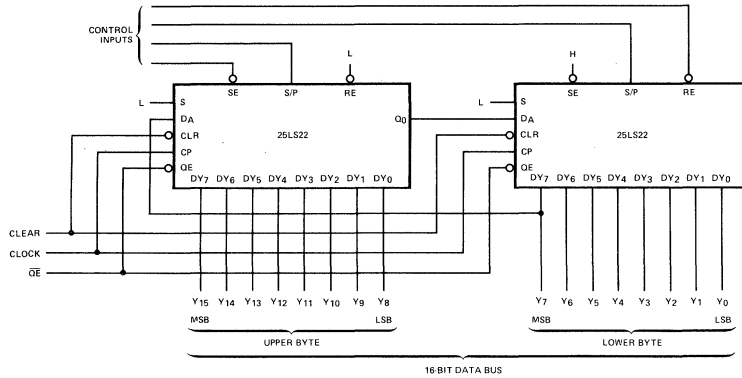 CONTROL
INPUTS
L
H
SE S/P RE
SE S/P RE
L S
DA
CLR
CP
OE
25LS22
Q0
DY7 DY6 DY5 DY4 DY3 DY2 DY1 DY0
L S
DA
CLR
CP
OE
25LS22
DY7 DY6 DY5 DY4 DY3 DY2 DY1 DY0
CLEAR
CLOCK
OE
Y15 Y14 Y13 Y12 Y11 Y10 Y9 Y8
Y7 Y6 Y5 Y4 Y3 Y2 Y1 Y0
MSB LSB
MSB LSB
UPPER BYTE
LOWER BYTE
16-BIT DATA BUS